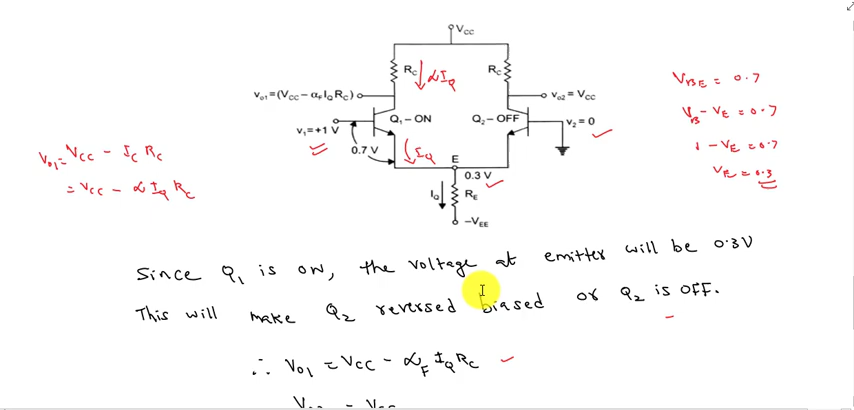 VCC
RC
αIQ
RC
vo1=(VCC − αFIQRC)
vo2=VCC
Q1−ON
Q2−OFF
v1=+1 V
v2=0
0.7 V
IQ
E
0.3 V
IQ
RE
−VEE
VBE = 0.7
VB − VE = 0.7
1 − VE = 0.7
VE = 0.3
Vo1 = VCC − IC RC
= VCC − α IQ RC
Since Q1 is ON, the voltage at emitter will be 0.3V
This will make Q2 reversed biased or Q2 is OFF.
∴ Vo1 = VCC − αF IQ RC